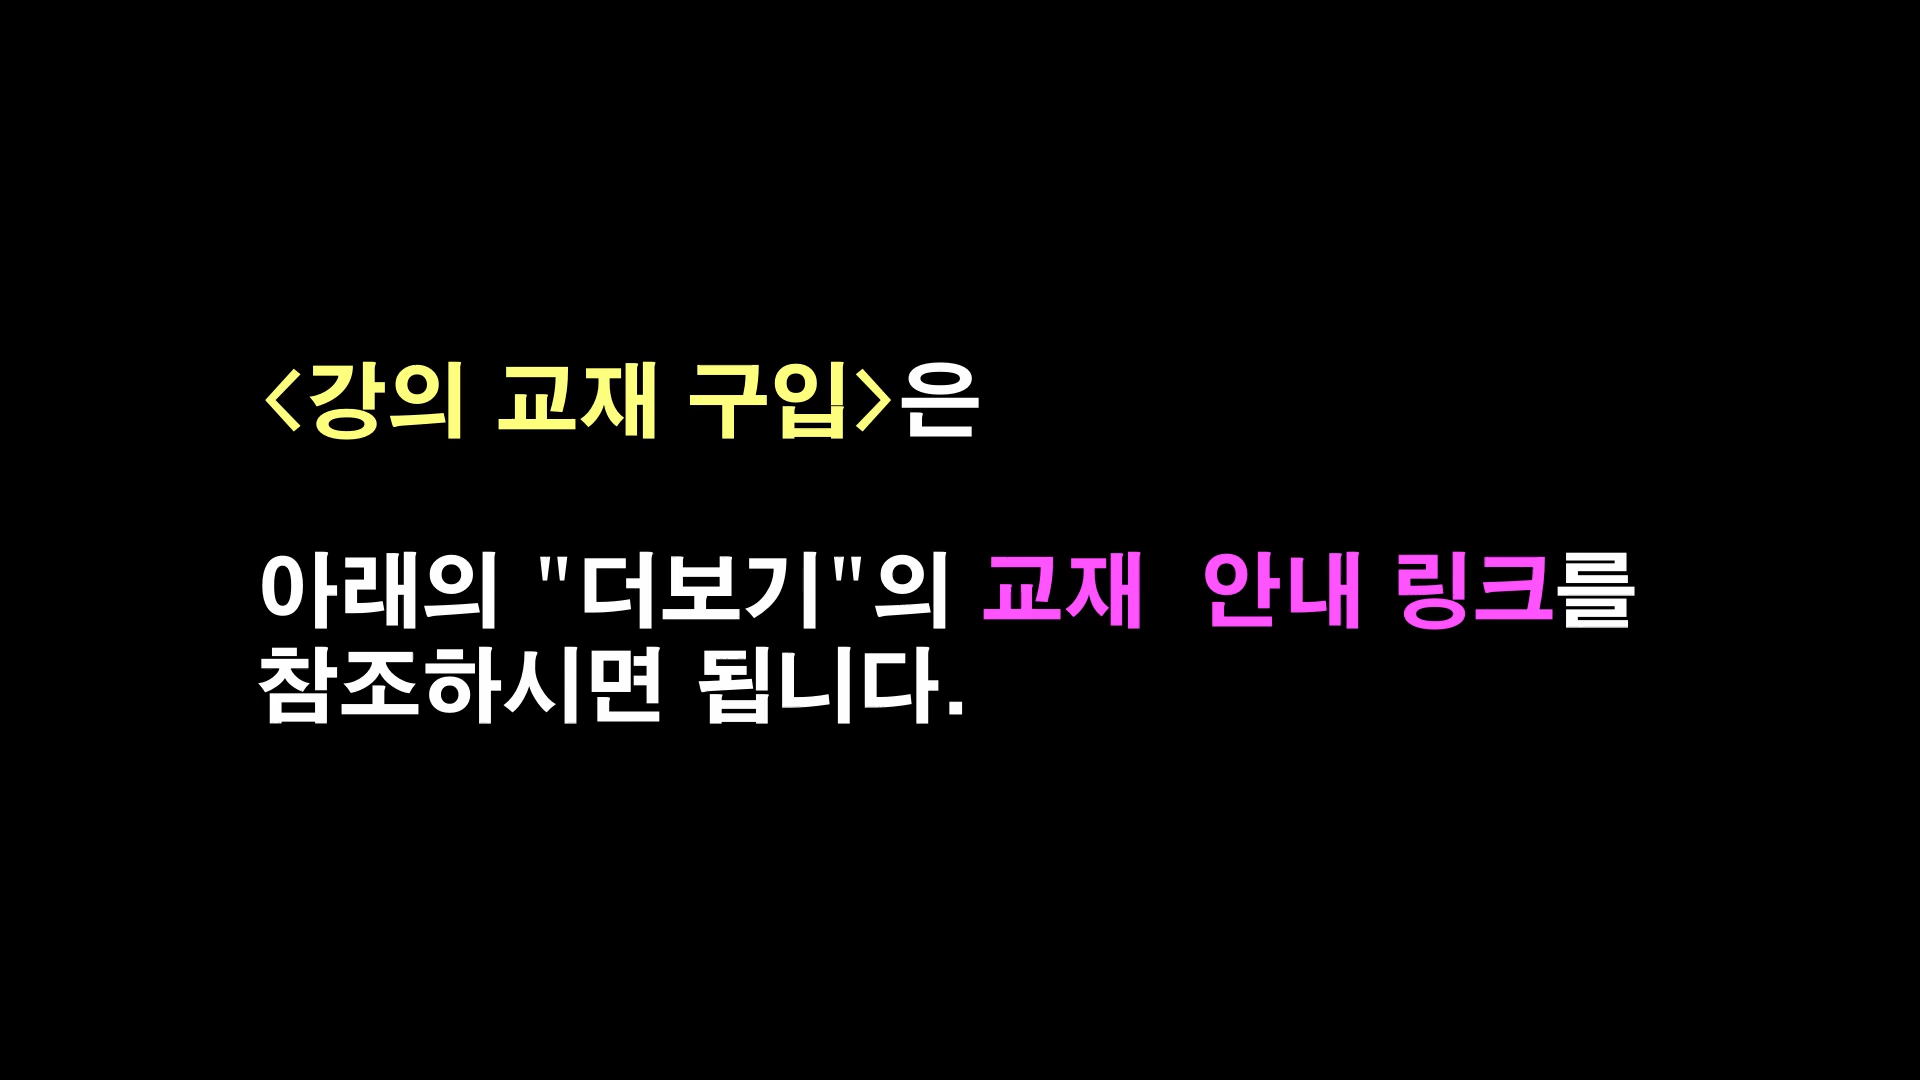 <강의 교재 구입>은
아래의 "더보기"의 교재  안내 링크를
참조하시면 됩니다.